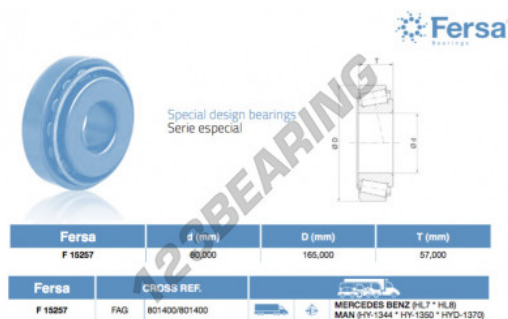 Fersa
Bearings
Special design bearings
Serie especial
T
Ø D
Ø d
123BEARING
Fersa d (mm) D (mm) T (mm)
F 15257 60,000 165,000 57,000
Fersa CROSS REF.
F 15257 FAG 801400/801400 MERCEDES BENZ (HL7 * HL8)
MAN (HY-1344 * HY-1350 * HYD-1370)